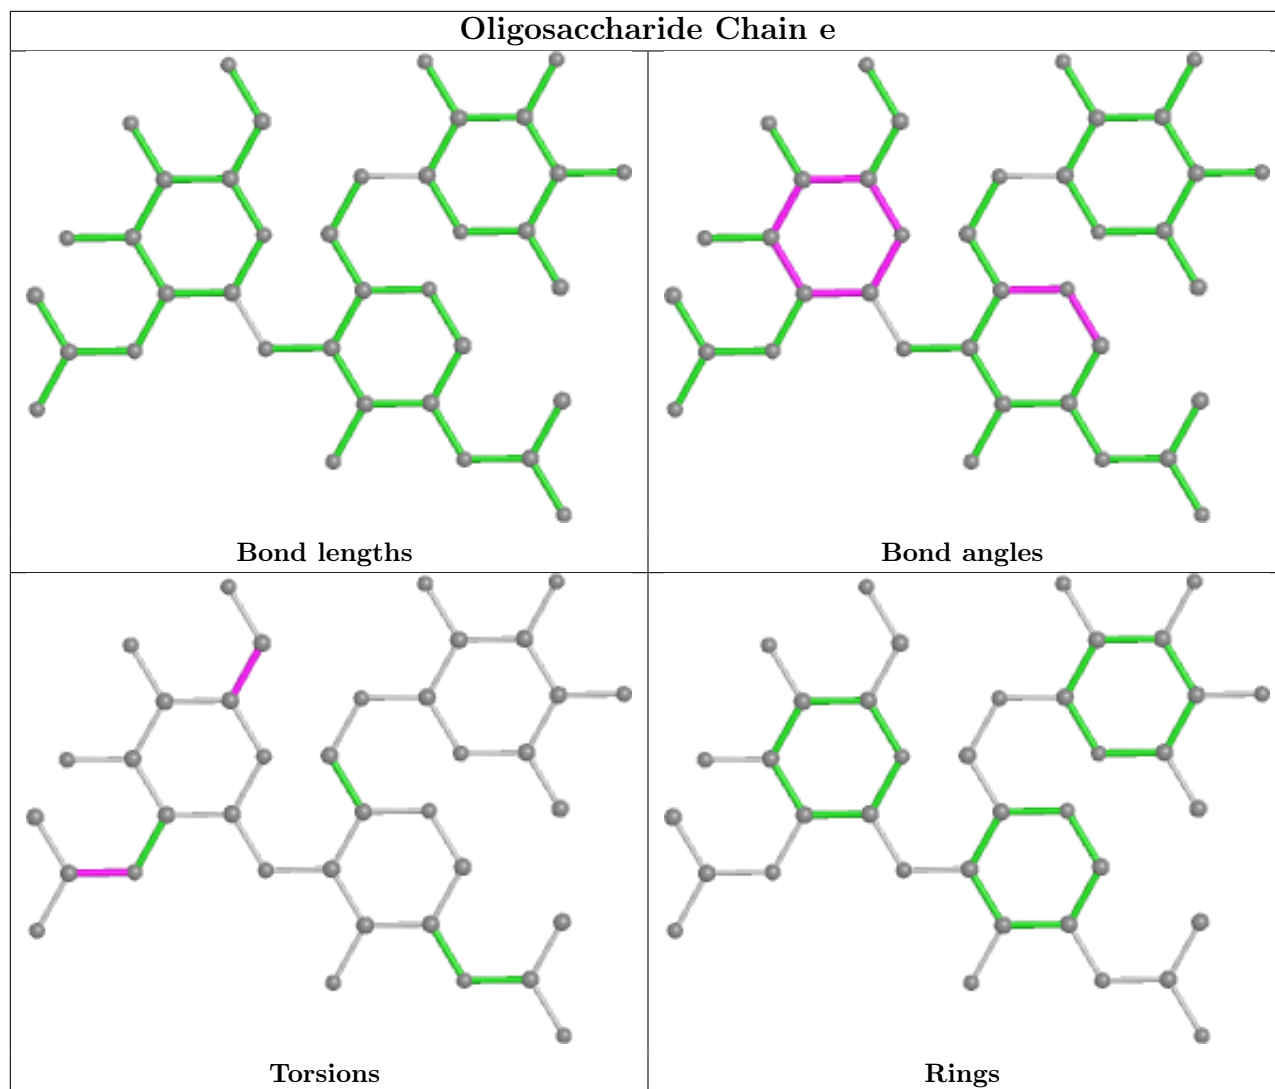 Oligosaccharide Chain e
Bond lengths
Bond angles
Torsions
Rings